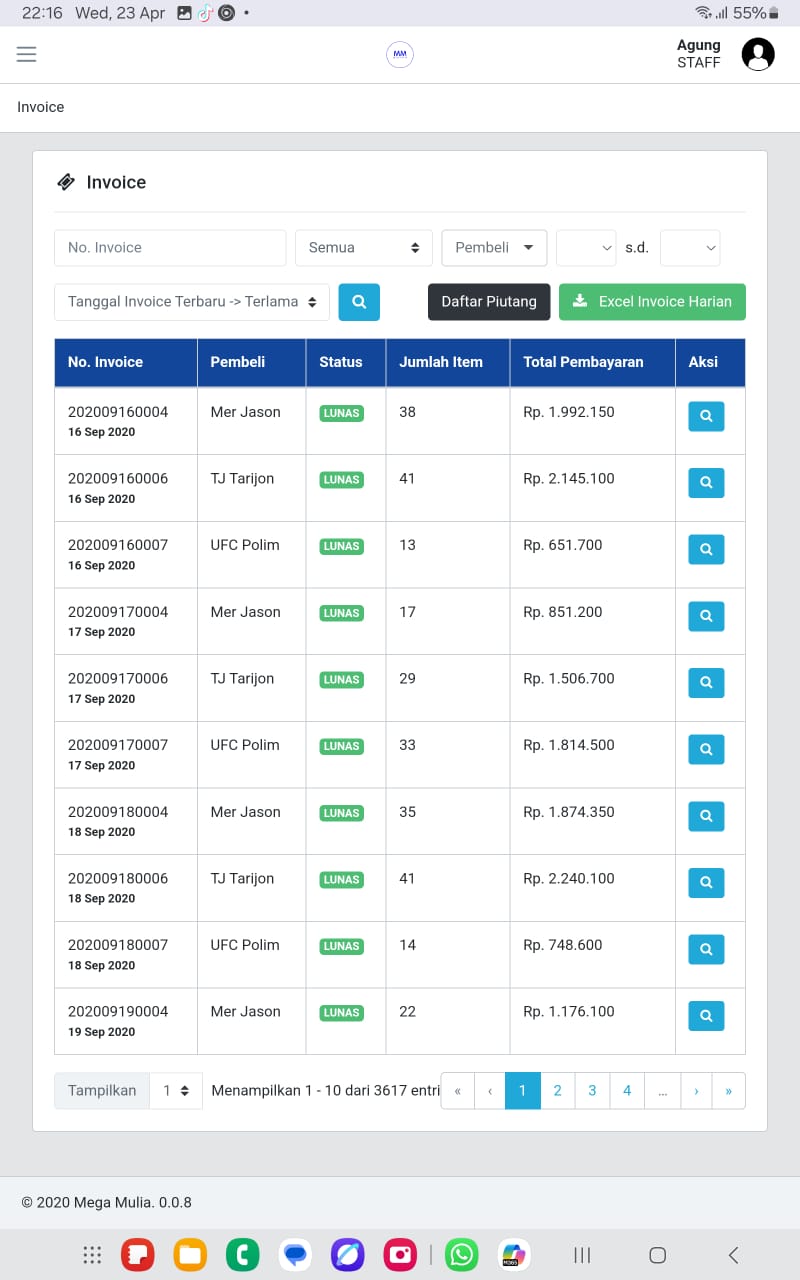 22:16 Wed, 23 Apr • 55%
MM
Agung
STAFF
Invoice
Invoice
No. Invoice Semua Pembeli s.d.
Tanggal Invoice Terbaru -> Terlama Daftar Piutang Excel Invoice Harian
No. Invoice Pembeli Status Jumlah Item Total Pembayaran Aksi
202009160004 Mer Jason LUNAS 38 Rp. 1.992.150
16 Sep 2020
202009160006 TJ Tarijon LUNAS 41 Rp. 2.145.100
16 Sep 2020
202009160007 UFC Polim LUNAS 13 Rp. 651.700
16 Sep 2020
202009170004 Mer Jason LUNAS 17 Rp. 851.200
17 Sep 2020
202009170006 TJ Tarijon LUNAS 29 Rp. 1.506.700
17 Sep 2020
202009170007 UFC Polim LUNAS 33 Rp. 1.814.500
17 Sep 2020
202009180004 Mer Jason LUNAS 35 Rp. 1.874.350
18 Sep 2020
202009180006 TJ Tarijon LUNAS 41 Rp. 2.240.100
18 Sep 2020
202009180007 UFC Polim LUNAS 14 Rp. 748.600
18 Sep 2020
202009190004 Mer Jason LUNAS 22 Rp. 1.176.100
19 Sep 2020
Tampilkan 1 Menampilkan 1 - 10 dari 3617 entri « ‹ 1 2 3 4 ... › »
© 2020 Mega Mulia. 0.0.8
M365